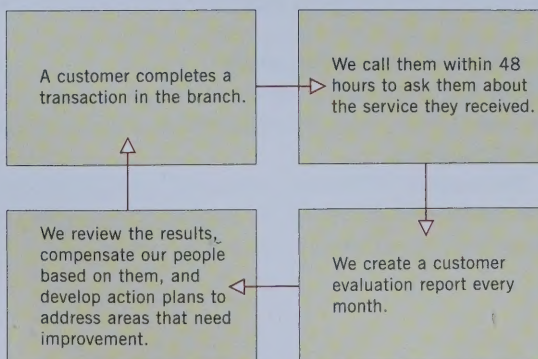 A customer completes a
transaction in the branch.
We call them within 48
hours to ask them about
the service they received.
We create a customer
evaluation report every
month.
We review the results,
compensate our people
based on them, and
develop action plans to
address areas that need
improvement.